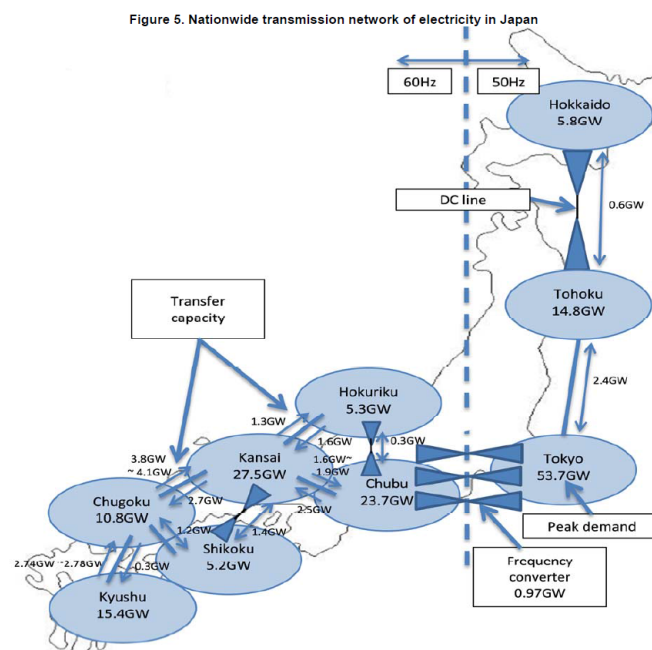 Figure 5. Nationwide transmission network of electricity in Japan
60Hz
50Hz
Hokkaido
5.8GW
DC line
0.6GW
Tohoku
14.8GW
Transfer
capacity
2.4GW
Hokuriku
5.3GW
1.3GW
1.6GW
0.3GW
3.8GW
~ 4.1GW
Kansai
27.5GW
1.6GW~
1.9GW
Tokyo
53.7GW
Chubu
23.7GW
2.7GW
2.5GW
Chugoku
10.8GW
Peak demand
1.2GW
1.4GW
Shikoku
5.2GW
2.74GW
~2.78GW
0.3GW
Frequency
converter
0.97GW
Kyushu
15.4GW